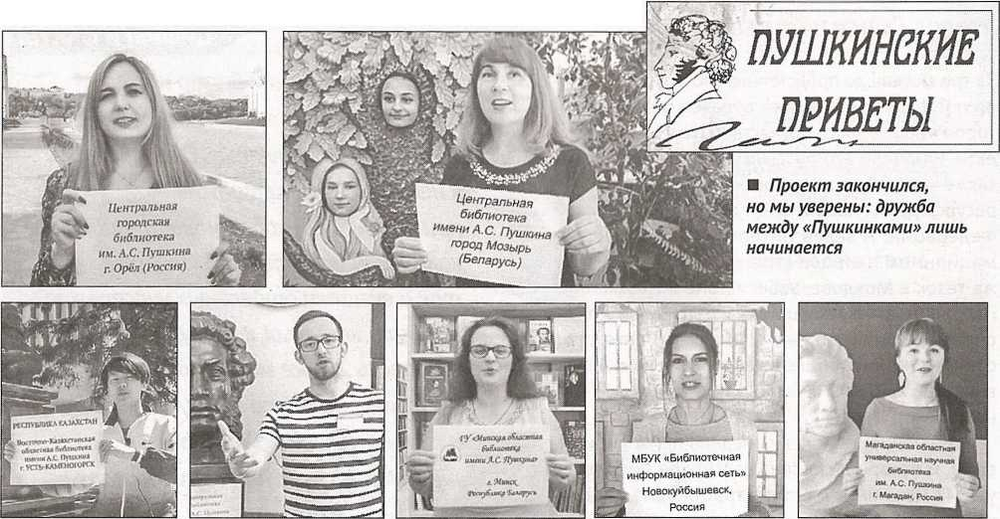 ПУШКИНСКИЕ
ПРИВЕТЫ
Центральная
городская
библиотека
им. А.С. Пушкина
г. Орёл (Россия)
Центральная
библиотека
имени А.С. Пушкина
город Мозырь
(Беларусь)
■ Проект закончился,
но мы уверены: дружба
между «Пушкинками» лишь
начинается
РЕСПУБЛИКА КАЗАХСТАН
Восточно-Казахстанская
областная библиотека
имени А.С. Пушкина
г. УСТЬ-КАМЕНОГОРСК
библиотека
А.С. Пушкина
ГУ «Минская областная
библиотека
имени А.С. Пушкина»
г. Минск
Республика Беларусь
МБУК «Библиотечная
информационная сеть»
Новокуйбышевск,
Россия
Магаданская областная
универсальная научная
библиотека
им. А.С. Пушкина
г. Магадан, Россия